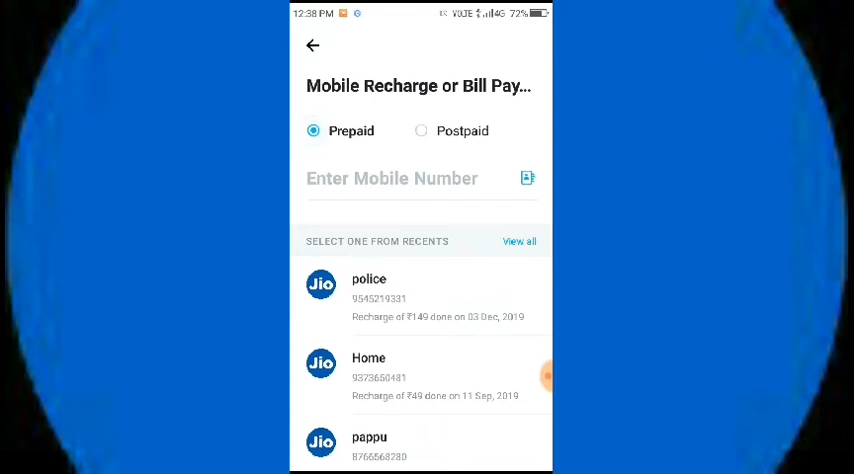 12:38 PM VOLTE 4G 72%
Mobile Recharge or Bill Pay...
Prepaid Postpaid
Enter Mobile Number
SELECT ONE FROM RECENTS View all
Jio police
9545219331
Recharge of ₹149 done on 03 Dec, 2019
Jio Home
9373650481
Recharge of ₹49 done on 11 Sep, 2019
Jio pappu
8766568280